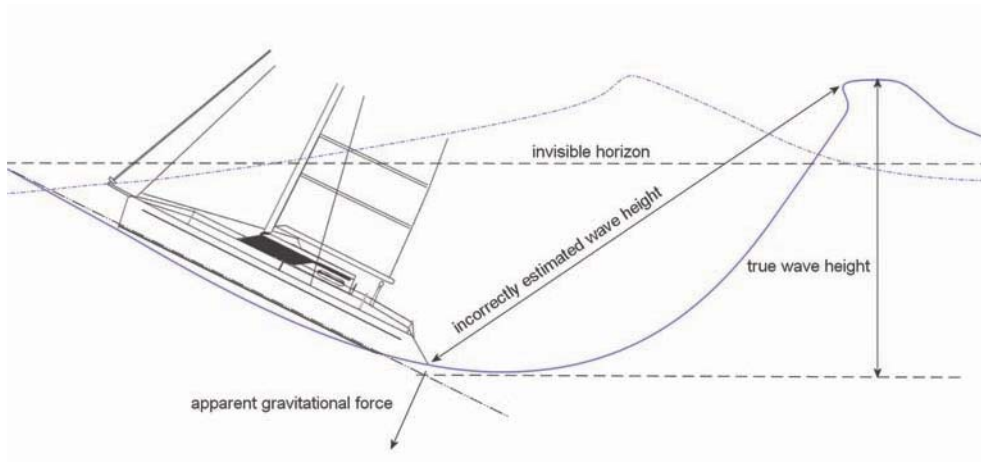 invisible horizon
incorrectly estimated wave height
true wave height
apparent gravitational force